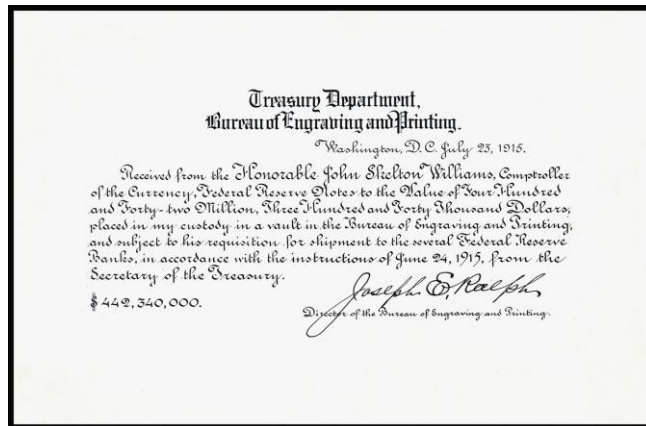 Treasury Department,
Bureau of Engraving and Printing.
Washington, D.C. July 23, 1915.
Received from the Honorable John Skelton Williams, Comptroller
of the Currency, Federal Reserve Notes to the Value of Four Hundred
and Forty-two Million, Three Hundred and Forty Thousand Dollars,
placed in my custody in a vault in the Bureau of Engraving and Printing,
and subject to his requisition for shipment to the several Federal Reserve
Banks, in accordance with the instructions of June 24, 1915, from the
Secretary of the Treasury.
$442,340,000.
Joseph E. Ralph
Director of the Bureau of Engraving and Printing.